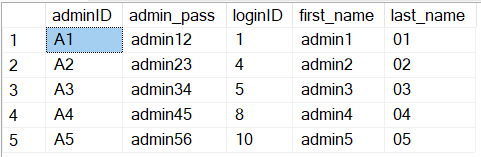 adminID admin_pass loginID first_name last_name
1 A1 admin12 1 admin1 01
2 A2 admin23 4 admin2 02
3 A3 admin34 5 admin3 03
4 A4 admin45 8 admin4 04
5 A5 admin56 10 admin5 05